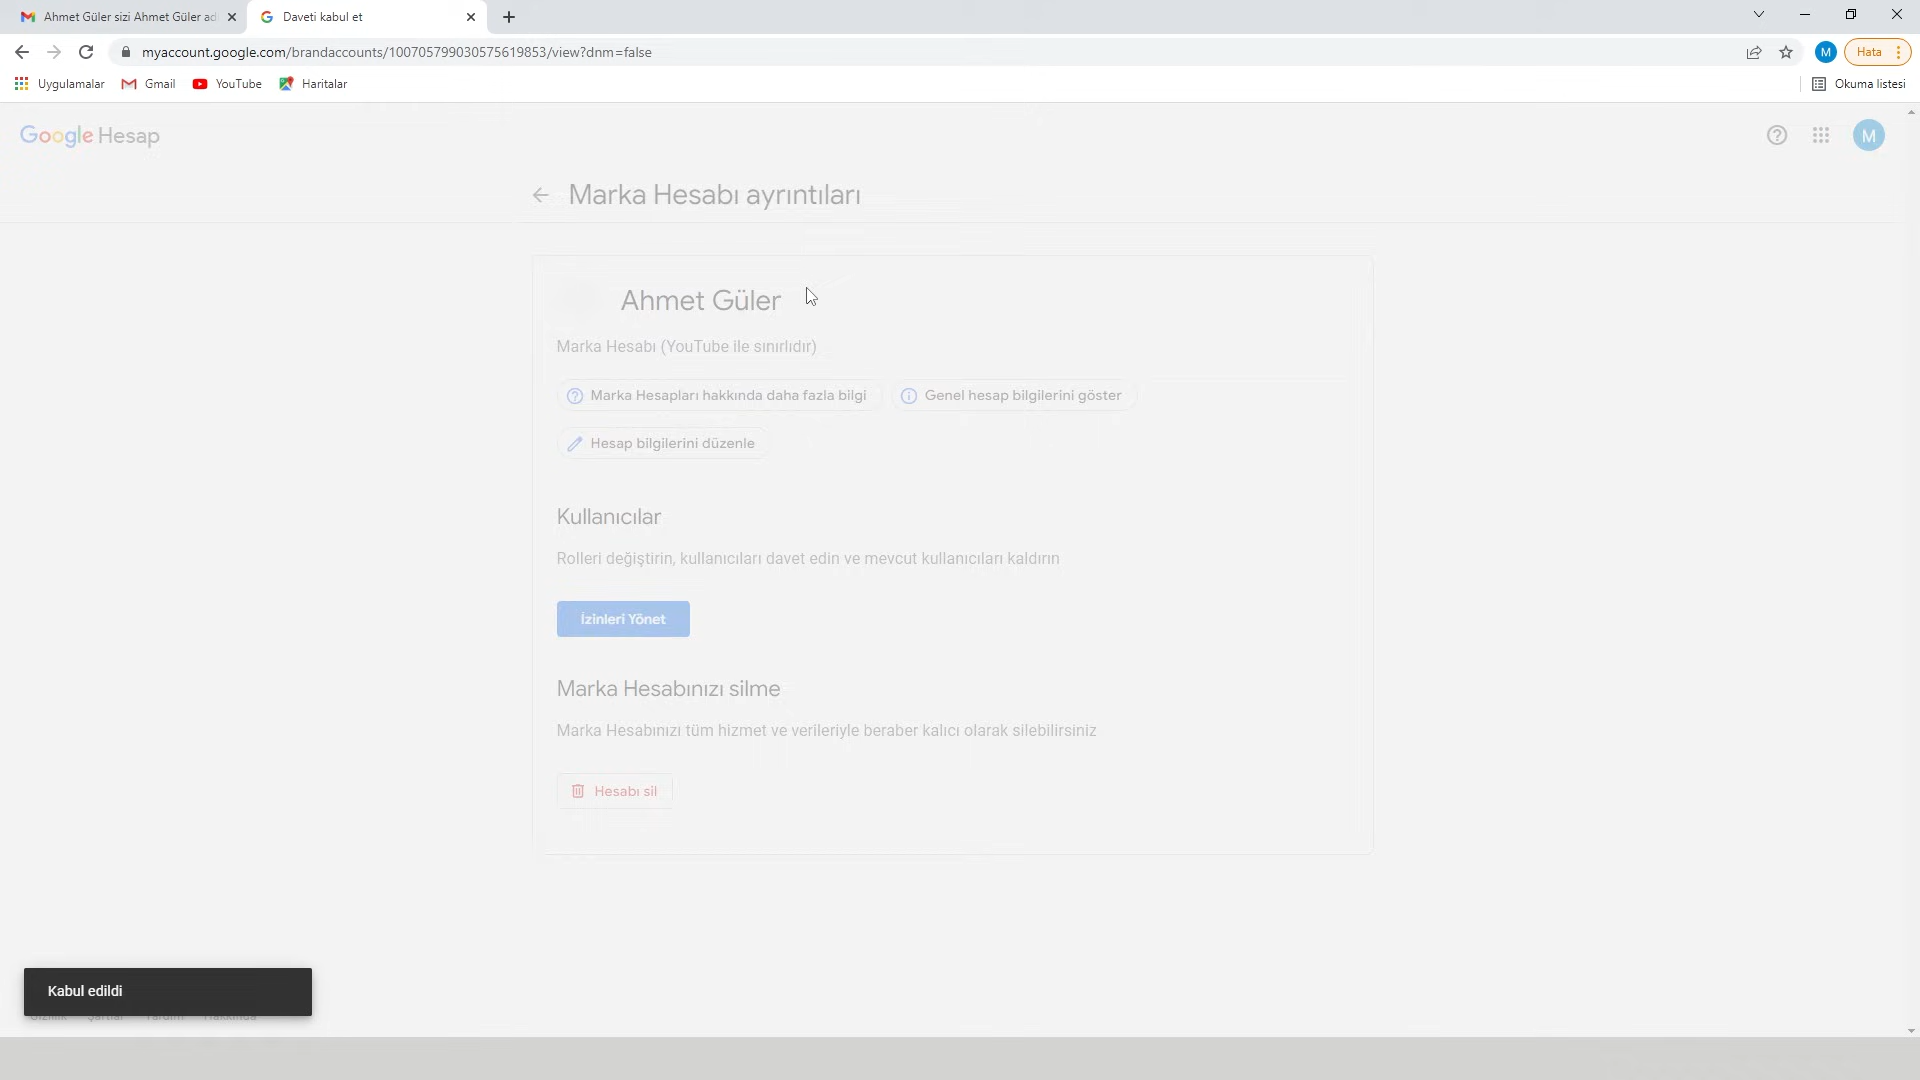 Ahmet Güler sizi Ahmet Güler ad
Daveti kabul et
myaccount.google.com/brandaccounts/100705799030575619853/view?dnm=false
M
Hata
Uygulamalar
Gmail
YouTube
Haritalar
Okuma listesi
Google Hesap
M
Marka Hesabı ayrıntıları
Ahmet Güler
Marka Hesabı (YouTube ile sınırlıdır)
Marka Hesapları hakkında daha fazla bilgi
Genel hesap bilgilerini göster
Hesap bilgilerini düzenle
Kullanıcılar
Rolleri değiştirin, kullanıcıları davet edin ve mevcut kullanıcıları kaldırın
İzinleri Yönet
Marka Hesabınızı silme
Marka Hesabınızı tüm hizmet ve verileriyle beraber kalıcı olarak silebilirsiniz
Hesabı sil
Kabul edildi
Gizlilik Şartlar Yardım Hakkında